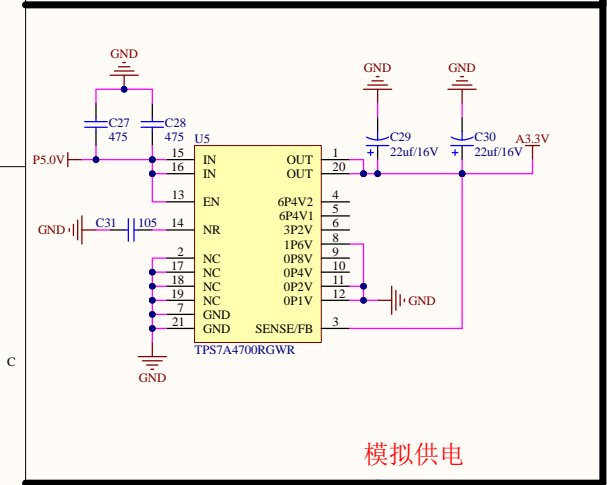 GND
GND
GND
C27
475
C28
475
C29
22uf/16V
C30
22uf/16V
A3.3V
P5.0V
U5
15 IN OUT 1
16 IN OUT 20
13 EN 6P4V2 4
6P4V1 5
GND C31 105 14 NR 3P2V 6
1P6V 8
2 NC 0P8V 9
17 NC 0P4V 10
18 NC 0P2V 11
19 NC 0P1V 12 GND
7 GND
21 GND SENSE/FB 3
TPS7A4700RGWR
C
GND
模拟供电